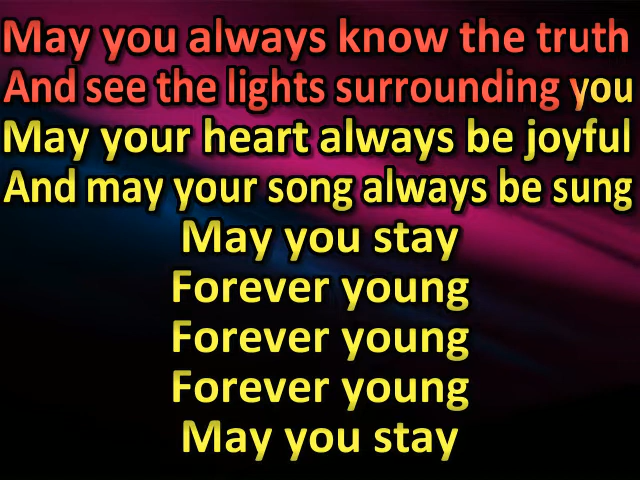 May you always know the truth
And see the lights surrounding you
May your heart always be joyful
And may your song always be sung
May you stay
Forever young
Forever young
Forever young
May you stay